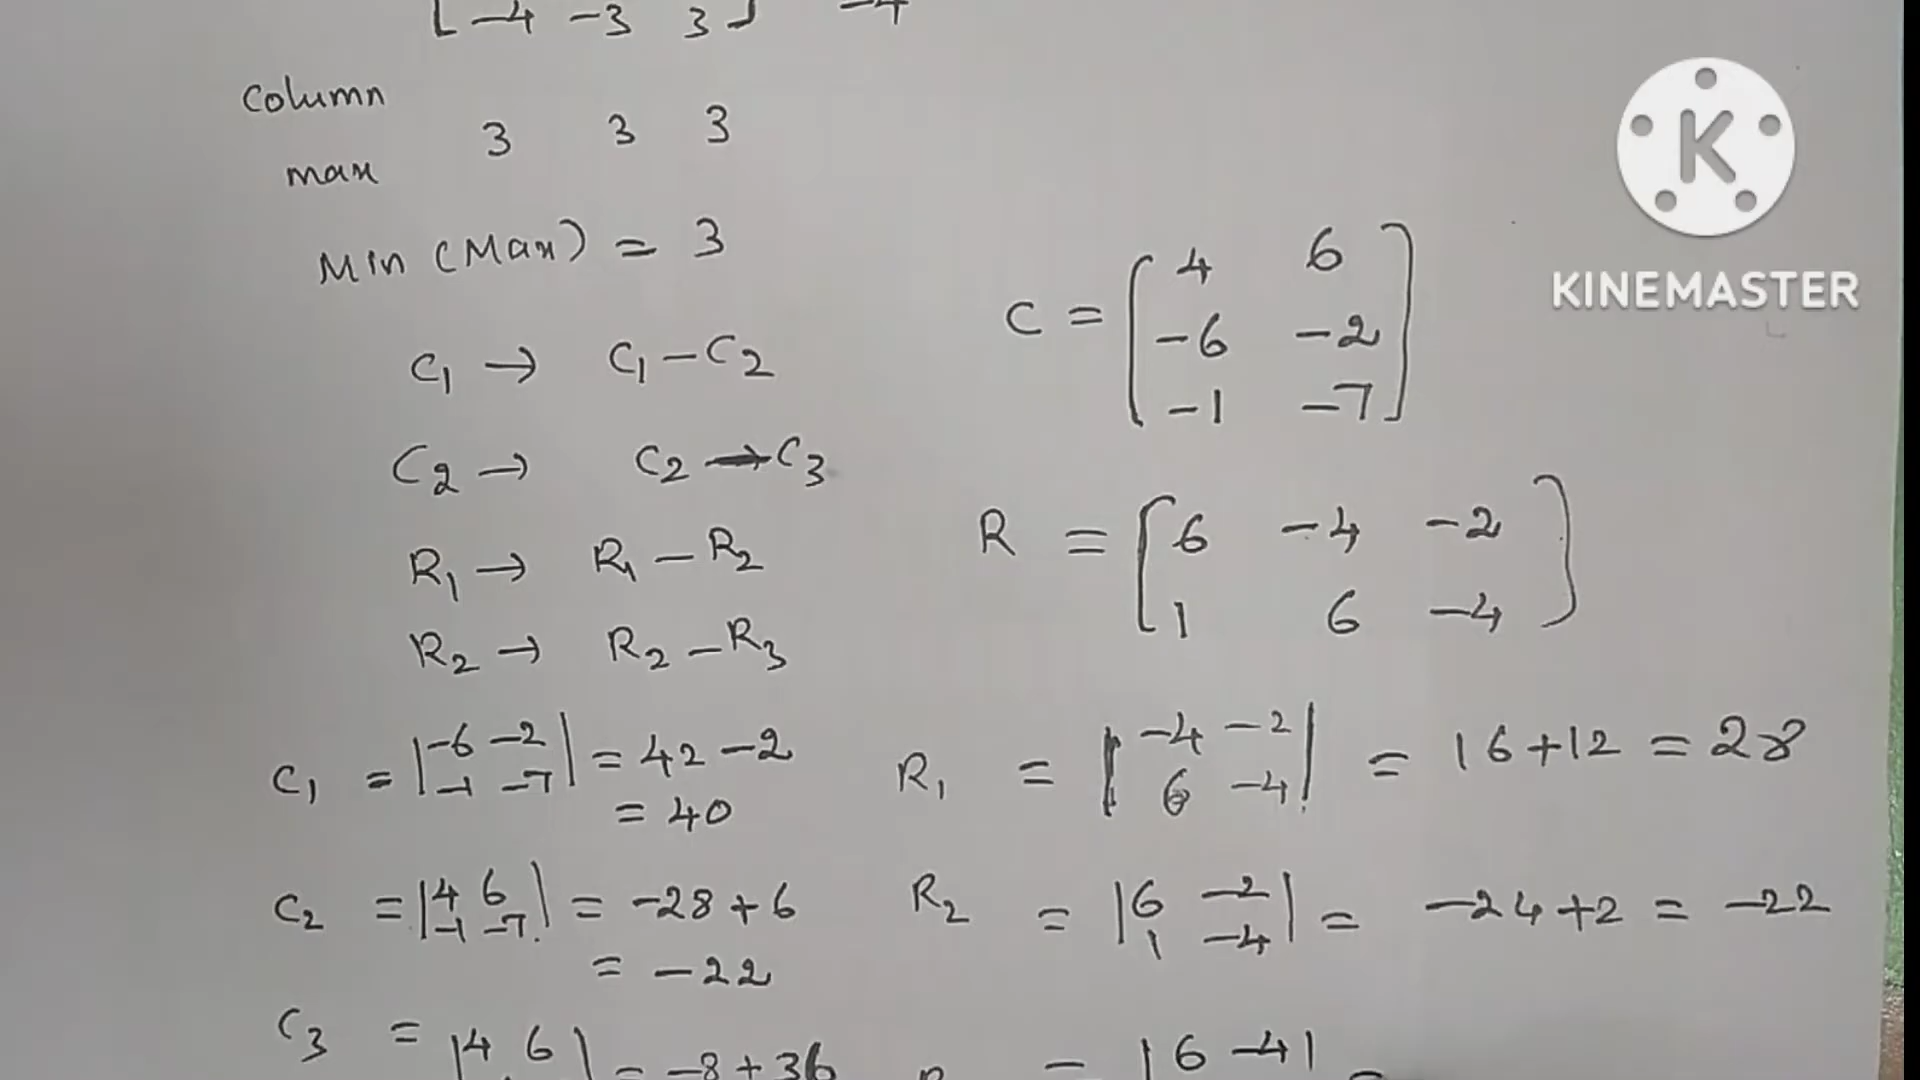 [ -4 -3 3 ] -4
Column
max 3 3 3
Min (Max) = 3
C1 → C1 - C2
C2 → C2 - C3
R1 → R1 - R2
R2 → R2 - R3
C = [ 4 6
-6 -2
-1 -7 ]
R = [ 6 -4 -2
1 6 -4 ]
C1 = | -6 -2 | = 42 - 2
-1 -7
= 40
C2 = | 4 6 | = -28 + 6
-1 -7
= -22
C3 = | 4 6 | = -8 + 36
R1 = | -4 -2 | = 16 + 12 = 28
6 -4
R2 = | 6 -2 | = -24 + 2 = -22
1 -4
= | 6 -4 | =
K
KINEMASTER